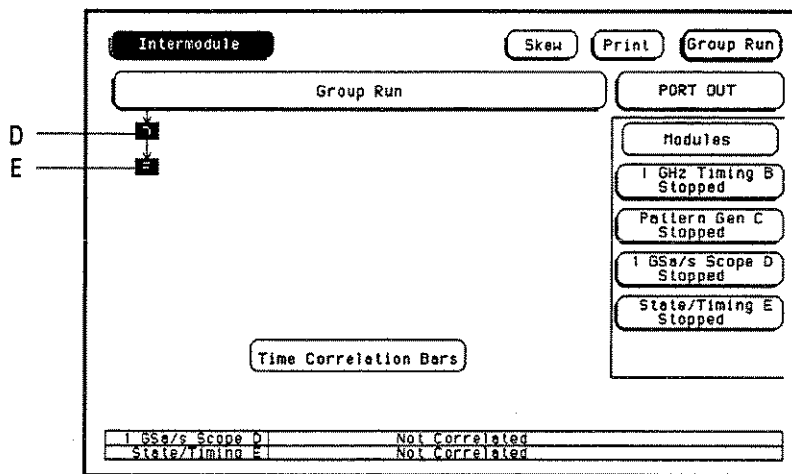 Intermodule Skew Print Group Run
Group Run PORT OUT
D
E
Modules
1 GHz Timing B
Stopped
Pattern Gen C
Stopped
1 GSa/s Scope D
Stopped
State/Timing E
Stopped
Time Correlation Bars
1 GSa/s Scope D Not Correlated
State/Timing E Not Correlated